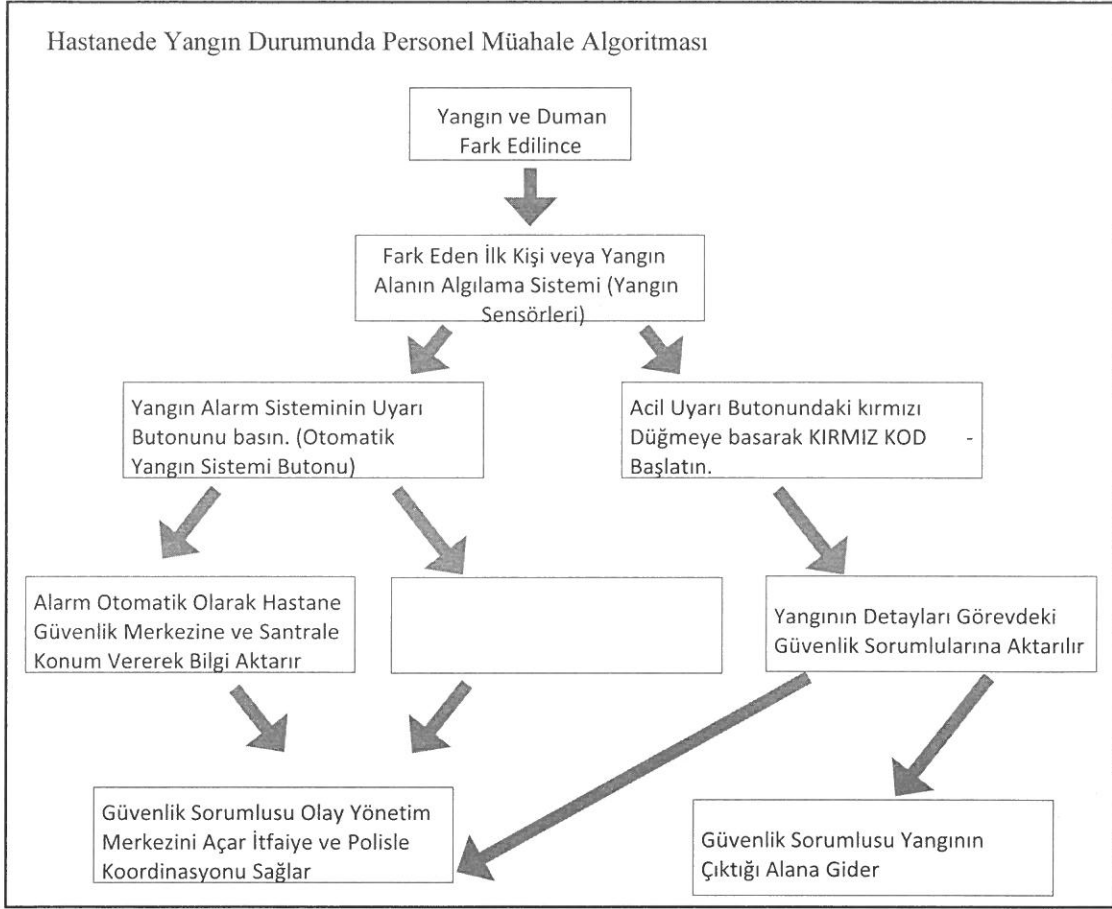 Hastanede Yangın Durumunda Personel Müahale Algoritması
Yangın ve Duman
Fark Edilince
Fark Eden İlk Kişi veya Yangın
Alanın Algılama Sistemi (Yangın
Sensörleri)
Yangın Alarm Sisteminin Uyarı
Butonunu basın. (Otomatik
Yangın Sistemi Butonu)
Acil Uyarı Butonundaki kırmızı
Düğmeye basarak KIRMIZ KOD -
Başlatın.
Alarm Otomatik Olarak Hastane
Güvenlik Merkezine ve Santrale
Konum Vererek Bilgi Aktarır
Yangının Detayları Görevdeki
Güvenlik Sorumlularına Aktarılır
Güvenlik Sorumlusu Olay Yönetim
Merkezini Açar İtfaiye ve Polisle
Koordinasyonu Sağlar
Güvenlik Sorumlusu Yangının
Çıktığı Alana Gider